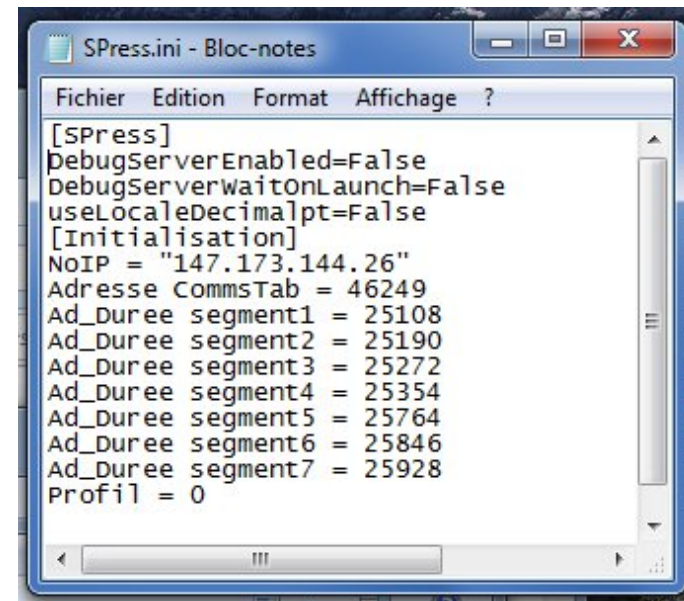 SPress.ini - Bloc-notes
Fichier Edition Format Affichage ?
[SPress]
DebugServerEnabled=False
DebugServerWaitOnLaunch=False
useLocaleDecimalpt=False
[Initialisation]
NoIP = "147.173.144.26"
Adresse CommsTab = 46249
Ad_Duree segment1 = 25108
Ad_Duree segment2 = 25190
Ad_Duree segment3 = 25272
Ad_Duree segment4 = 25354
Ad_Duree segment5 = 25764
Ad_Duree segment6 = 25846
Ad_Duree segment7 = 25928
Profil = 0